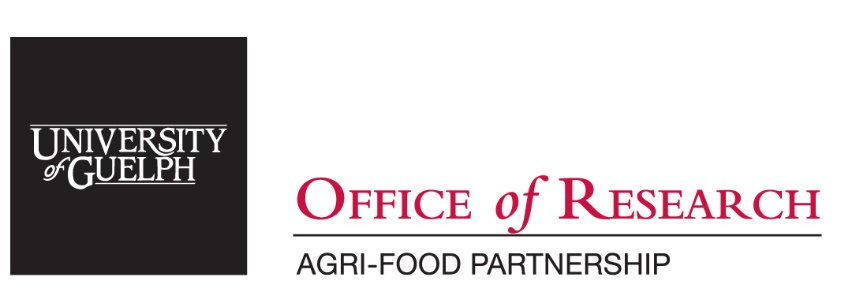 UNIVERSITY
of GUELPH
OFFICE of RESEARCH
AGRI-FOOD PARTNERSHIP